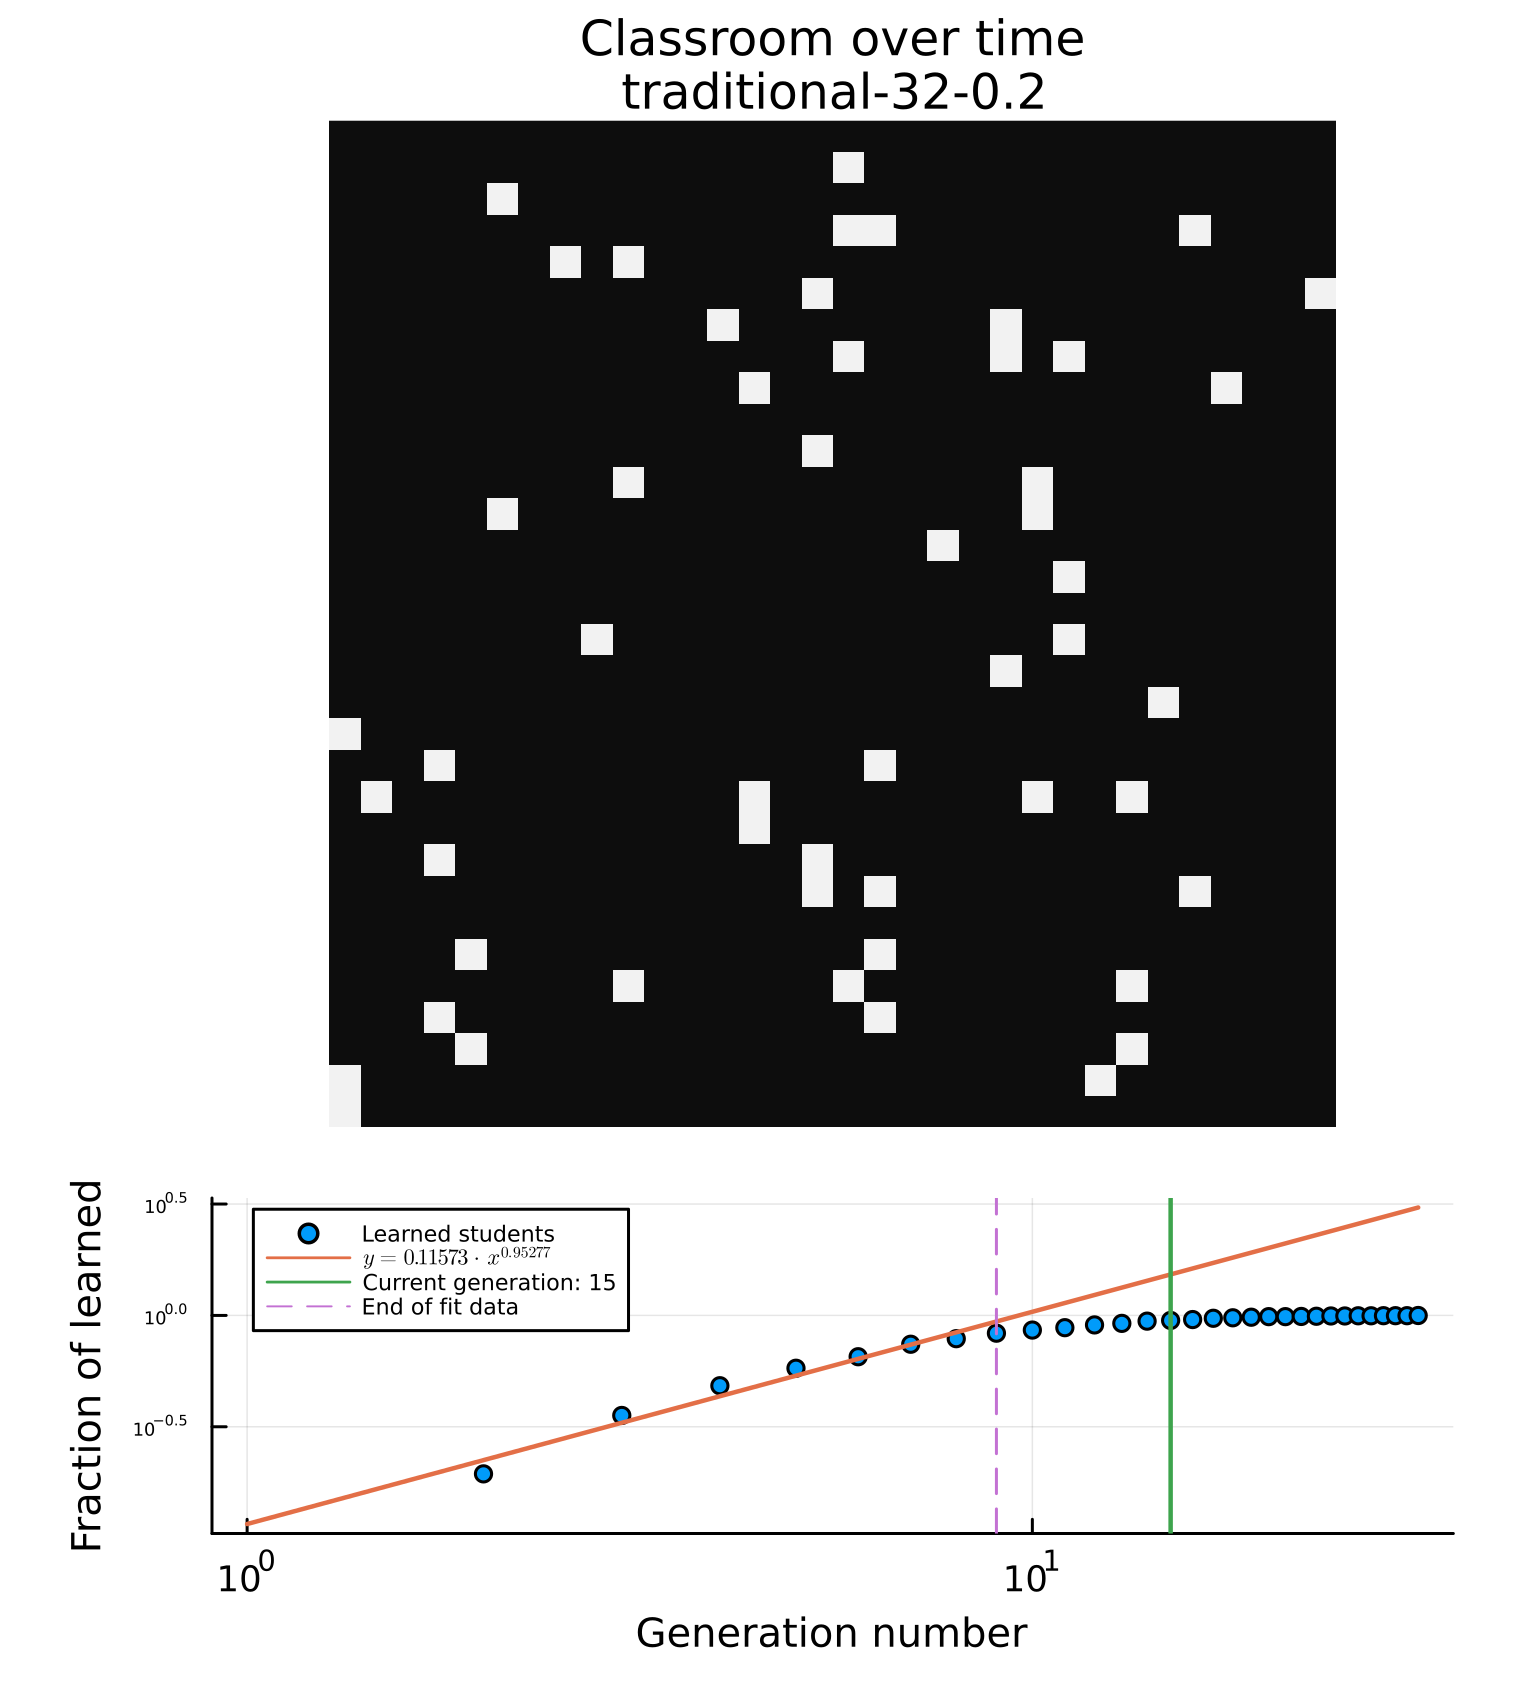 Classroom over time
traditional-32-0.2
Fraction of learned
10^0.5
10^0.0
10^−0.5
Learned students
y = 0.11573 · x^0.95277
Current generation: 15
End of fit data
10^0
10^1
Generation number